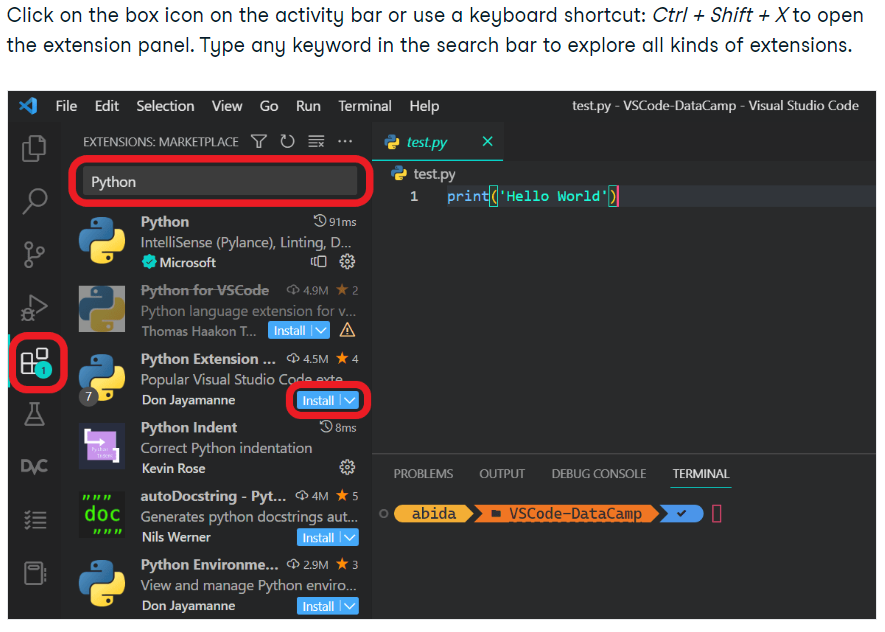 Click on the box icon on the activity bar or use a keyboard shortcut: Ctrl + Shift + X to open
the extension panel. Type any keyword in the search bar to explore all kinds of extensions.
File Edit Selection View Go Run Terminal Help test.py - VSCode-DataCamp - Visual Studio Code
EXTENSIONS: MARKETPLACE
Python
Python 91ms
IntelliSense (Pylance), Linting, D...
Microsoft
Python for VSCode 4.9M 2
Python language extension for v...
Thomas Haakon T... Install
Python Extension ... 4.5M 4
Popular Visual Studio Code exte...
7 Don Jayamanne Install
1
Python Indent 8ms
Correct Python indentation
Kevin Rose
autoDocstring - Pyt... 4M 5
""" doc """
Generates python docstrings aut...
Nils Werner Install
Python Environme... 2.9M 3
View and manage Python enviro...
Don Jayamanne Install
DVC
test.py
test.py
1 print('Hello World')
PROBLEMS OUTPUT DEBUG CONSOLE TERMINAL
abida VSCode-DataCamp